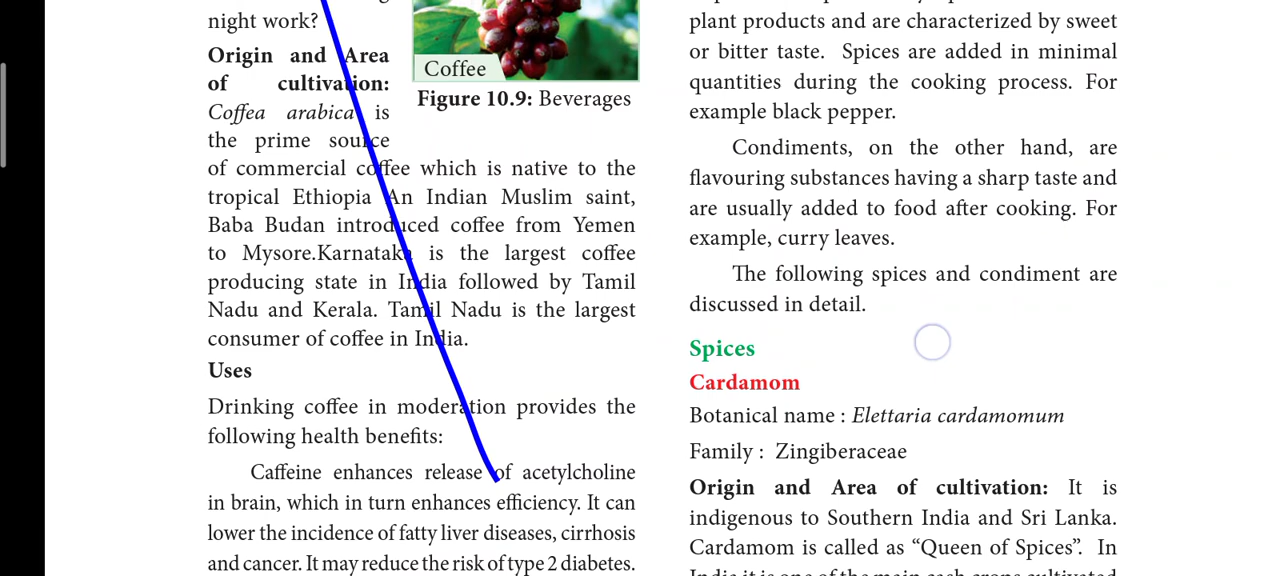 night work?
Origin and Area
of cultivation:
Coffea arabica is
the prime source
Coffee
Figure 10.9: Beverages
of commercial coffee which is native to the
tropical Ethiopia An Indian Muslim saint,
Baba Budan introduced coffee from Yemen
to Mysore.Karnataka is the largest coffee
producing state in India followed by Tamil
Nadu and Kerala. Tamil Nadu is the largest
consumer of coffee in India.
Uses
Drinking coffee in moderation provides the
following health benefits:
Caffeine enhances release of acetylcholine
in brain, which in turn enhances efficiency. It can
lower the incidence of fatty liver diseases, cirrhosis
and cancer. It may reduce the risk of type 2 diabetes.
plant products and are characterized by sweet
or bitter taste. Spices are added in minimal
quantities during the cooking process. For
example black pepper.
Condiments, on the other hand, are
flavouring substances having a sharp taste and
are usually added to food after cooking. For
example, curry leaves.
The following spices and condiment are
discussed in detail.
Spices
Cardamom
Botanical name : Elettaria cardamomum
Family : Zingiberaceae
Origin and Area of cultivation: It is
indigenous to Southern India and Sri Lanka.
Cardamom is called as “Queen of Spices”. In
India it is one of the main cash crops cultivated